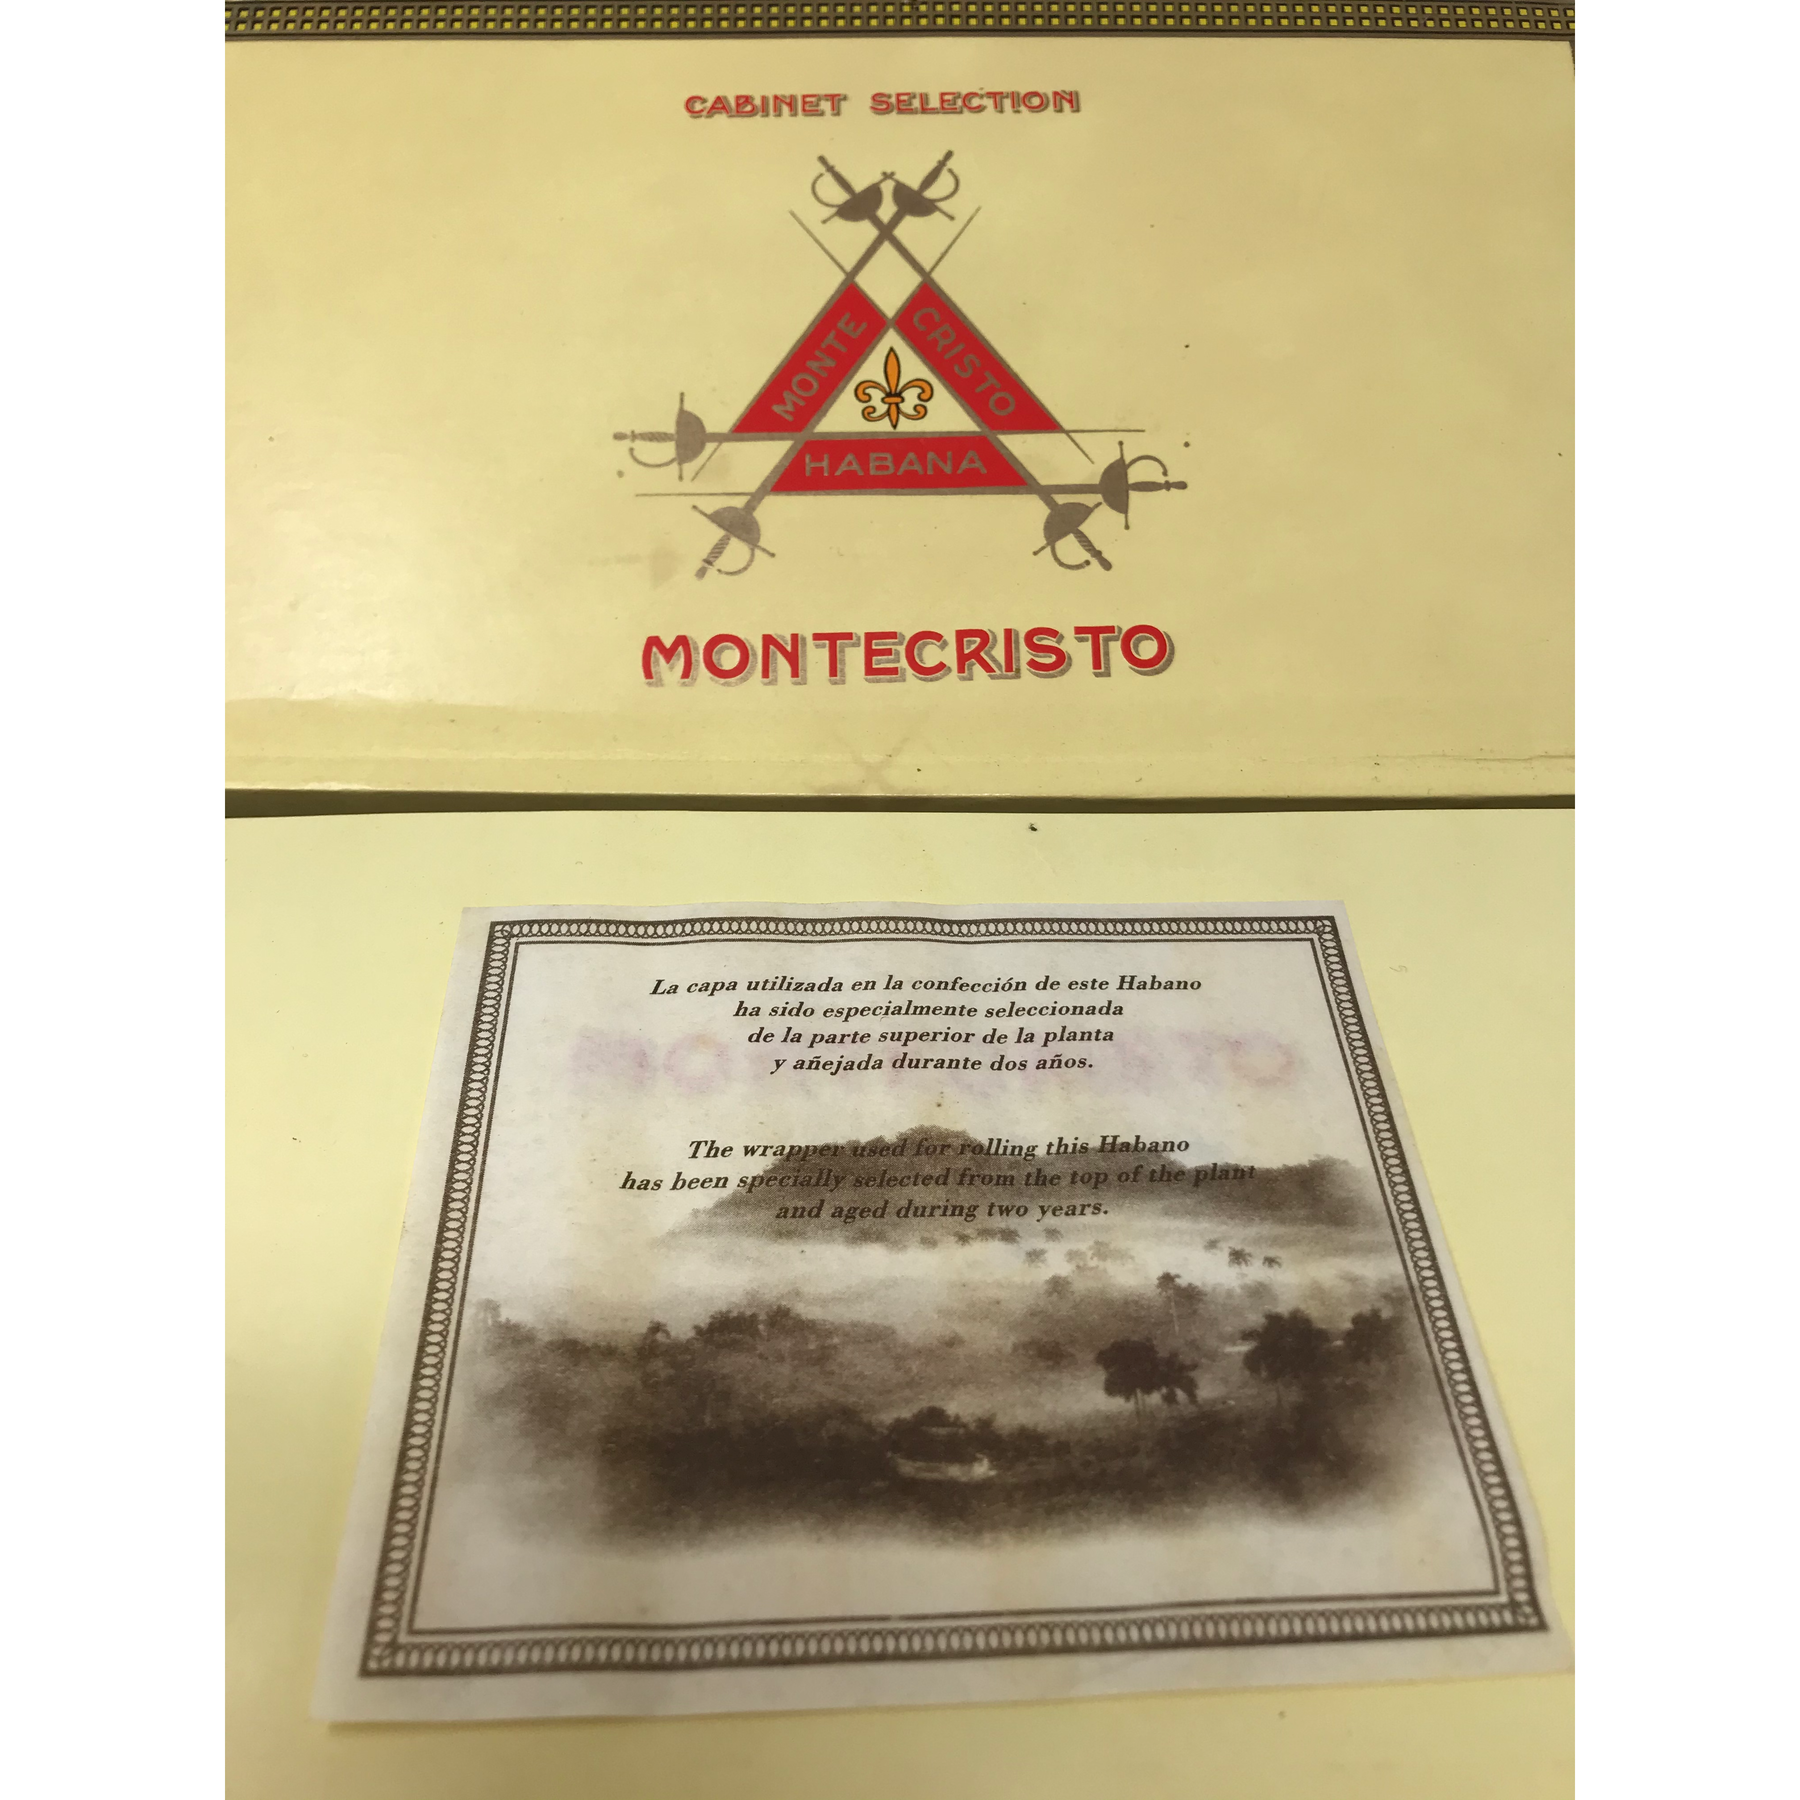 CABINET SELECTION
MONTE CRISTO
HABANA
MONTECRISTO
La capa utilizada en la confección de este Habano
ha sido especialmente seleccionada
de la parte superior de la planta
y añejada durante dos años.
The wrapper used for rolling this Habano
has been specially selected from the top of the plant
and aged during two years.